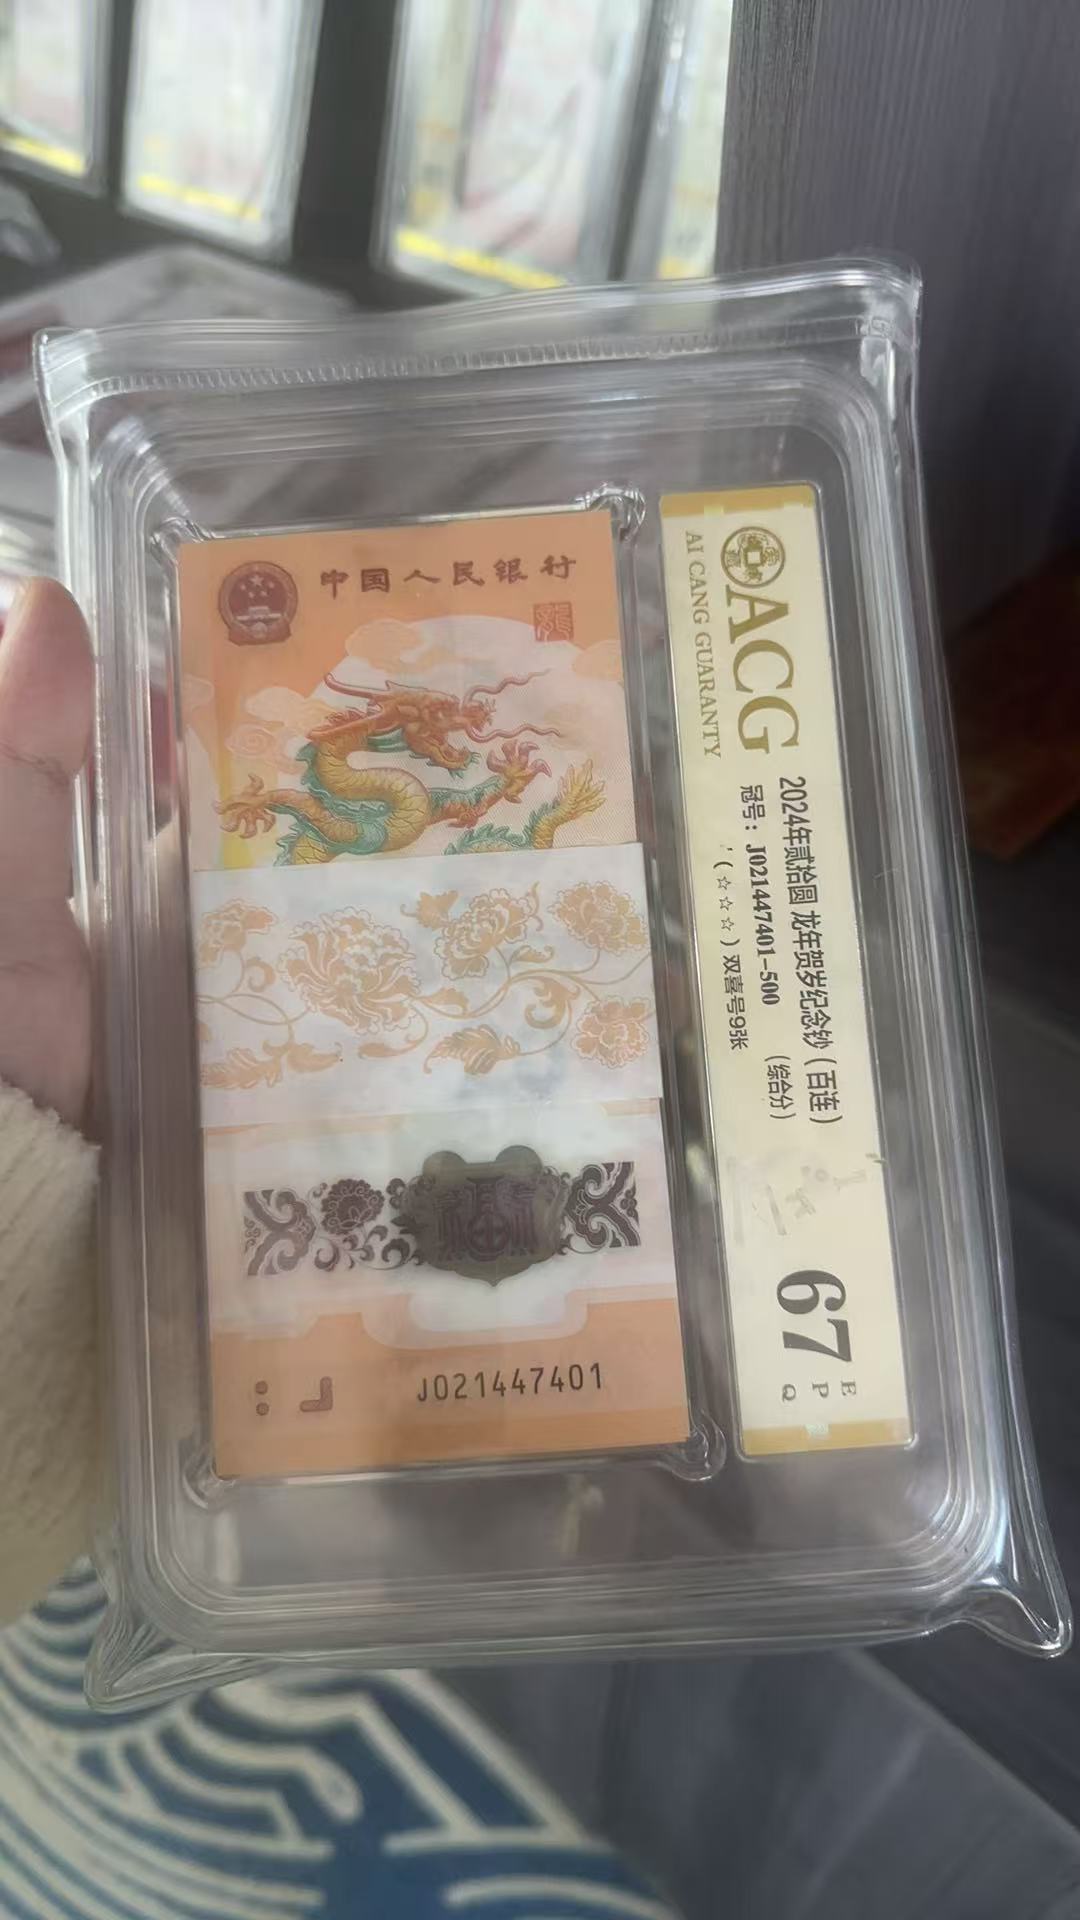 中国人民银行
龍
J021447401
ACG
AI CANG GUARANTY
2024年贰拾圆 龙年贺岁纪念钞（百连）
冠号：J021447401-500
（综合分）
（☆☆☆）双喜号9张
67
E
P
Q